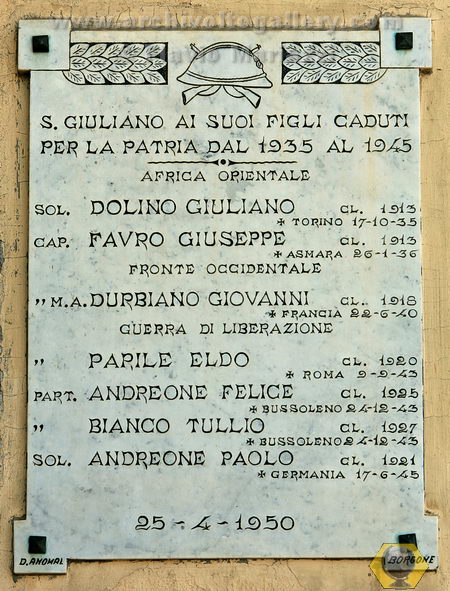 www.archivolegallery.com
S. GIULIANO AI SUOI FIGLI CADUTI
PER LA PATRIA DAL 1935 AL 1945
AFRICA ORIENTALE
SOL. DOLINO GIULIANO CL. 1913
✠ TORINO 17-10-35
CAP. FAVRO GIUSEPPE CL. 1913
✠ ASMARA 26-1-36
FRONTE OCCIDENTALE
" M.A. DURBIANO GIOVANNI CL. 1918
✠ FRANCIA 22-6-40
GUERRA DI LIBERAZIONE
" PARILE ELDO CL. 1920
✠ ROMA 9-9-43
PART. ANDREONE FELICE CL. 1925
✠ BUSSOLENO 24-12-43
" BIANCO TULLIO CL. 1927
✠ BUSSOLENO 24-12-43
SOL. ANDREONE PAOLO CL. 1921
✠ GERMANIA 17-6-45
25-4-1950
BORGONE